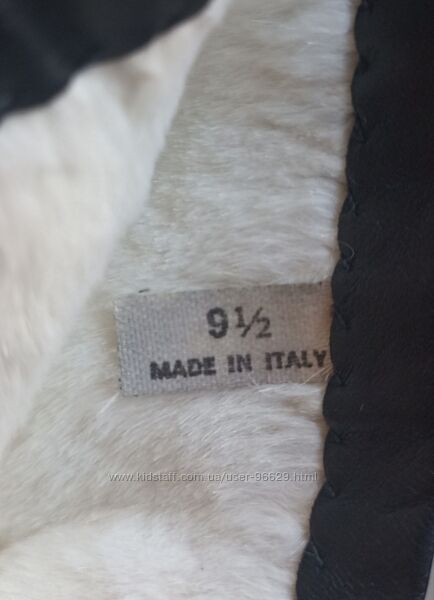 9½
MADE IN ITALY
www.kidstaff.com.ua/user-96629.html